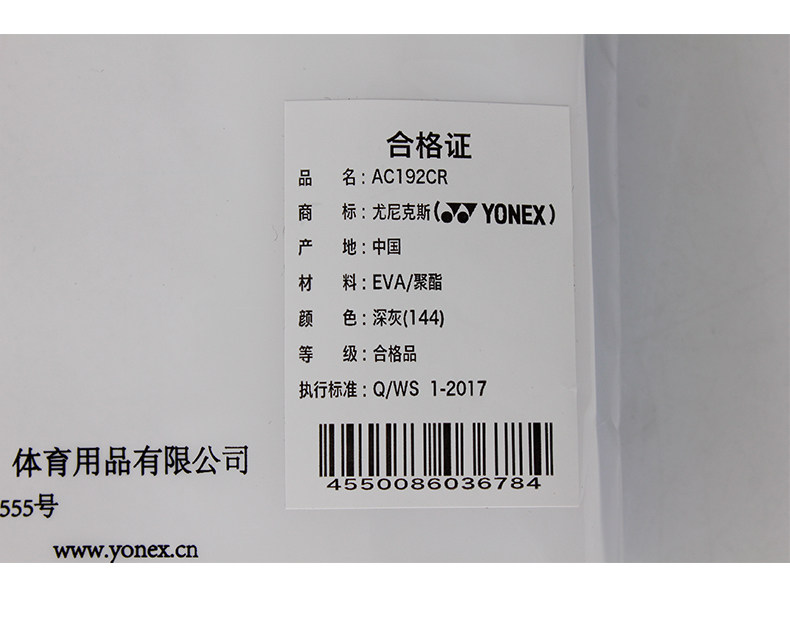 合格证
品 名：AC192CR
商 标：尤尼克斯(YONEX)
产 地：中国
材 料：EVA/聚酯
颜 色：深灰(144)
等 级：合格品
执行标准：Q/WS 1-2017
4550086036784
体育用品有限公司
555号
www.yonex.cn